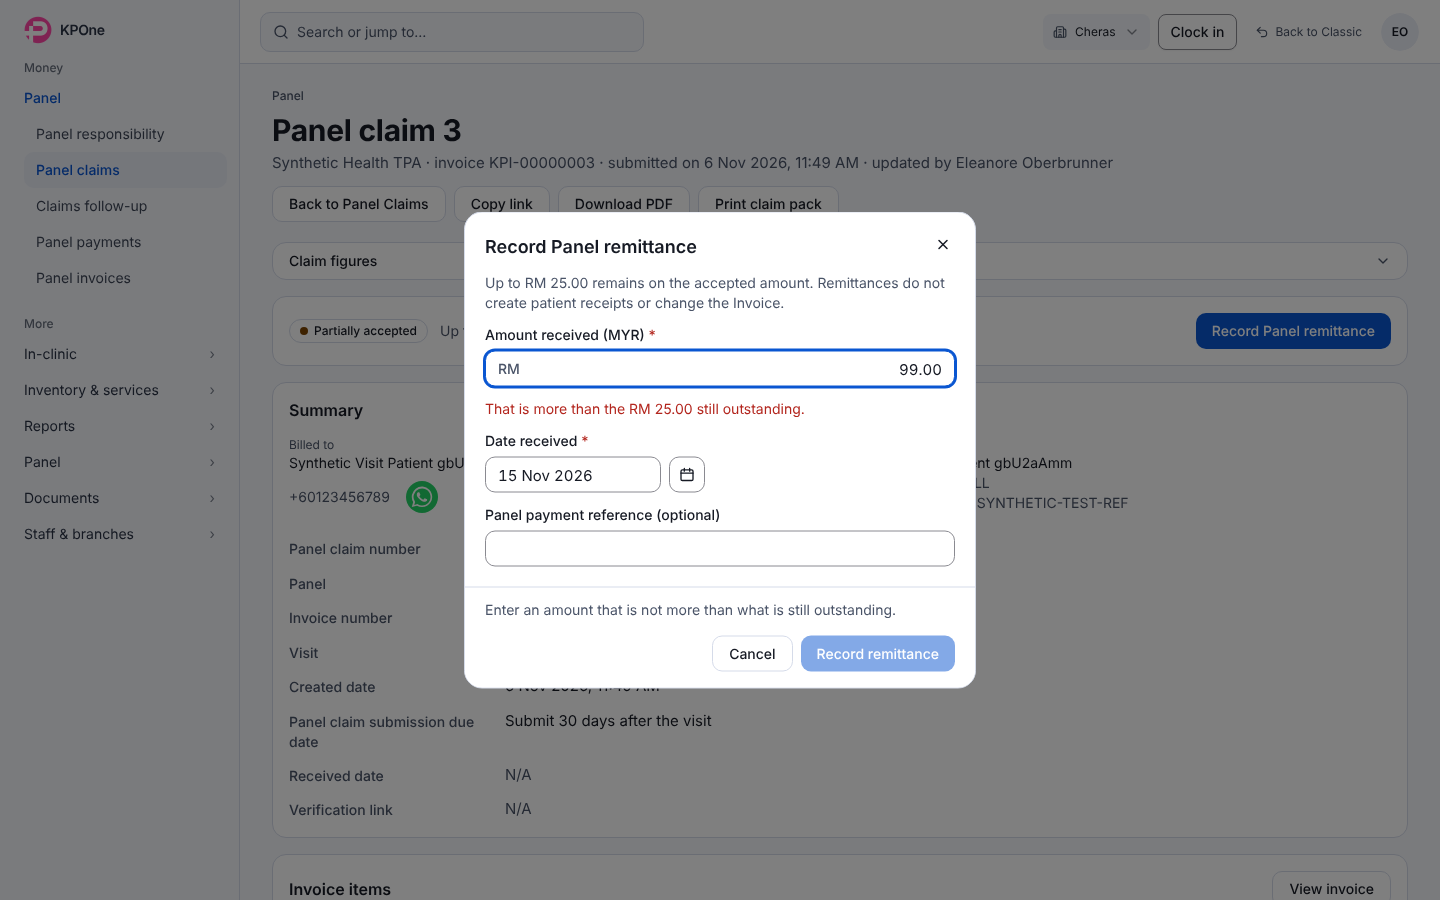 KPOne
Search or jump to...
Cheras
Clock in
Back to Classic
EO
Money
Panel
Panel responsibility
Panel claims
Claims follow-up
Panel payments
Panel invoices
More
In-clinic
Inventory & services
Reports
Panel
Documents
Staff & branches
Panel
Panel claim 3
Synthetic Health TPA · invoice KPI-00000003 · submitted on 6 Nov 2026, 11:49 AM · updated by Eleanore Oberbrunner
Back to Panel Claims
Copy link
Download PDF
Print claim pack
Claim figures
Partially accepted
Up
Record Panel remittance
Summary
Billed to
Synthetic Visit Patient gbU
nt gbU2aAmm
+60123456789
LL
SYNTHETIC-TEST-REF
Panel claim number
Panel
Invoice number
Visit
Created date
Panel claim submission due date
Submit 30 days after the visit
Received date
N/A
Verification link
N/A
Invoice items
View invoice
Record Panel remittance
Up to RM 25.00 remains on the accepted amount. Remittances do not
create patient receipts or change the Invoice.
Amount received (MYR) *
RM
99.00
That is more than the RM 25.00 still outstanding.
Date received *
15 Nov 2026
Panel payment reference (optional)
Enter an amount that is not more than what is still outstanding.
Cancel
Record remittance